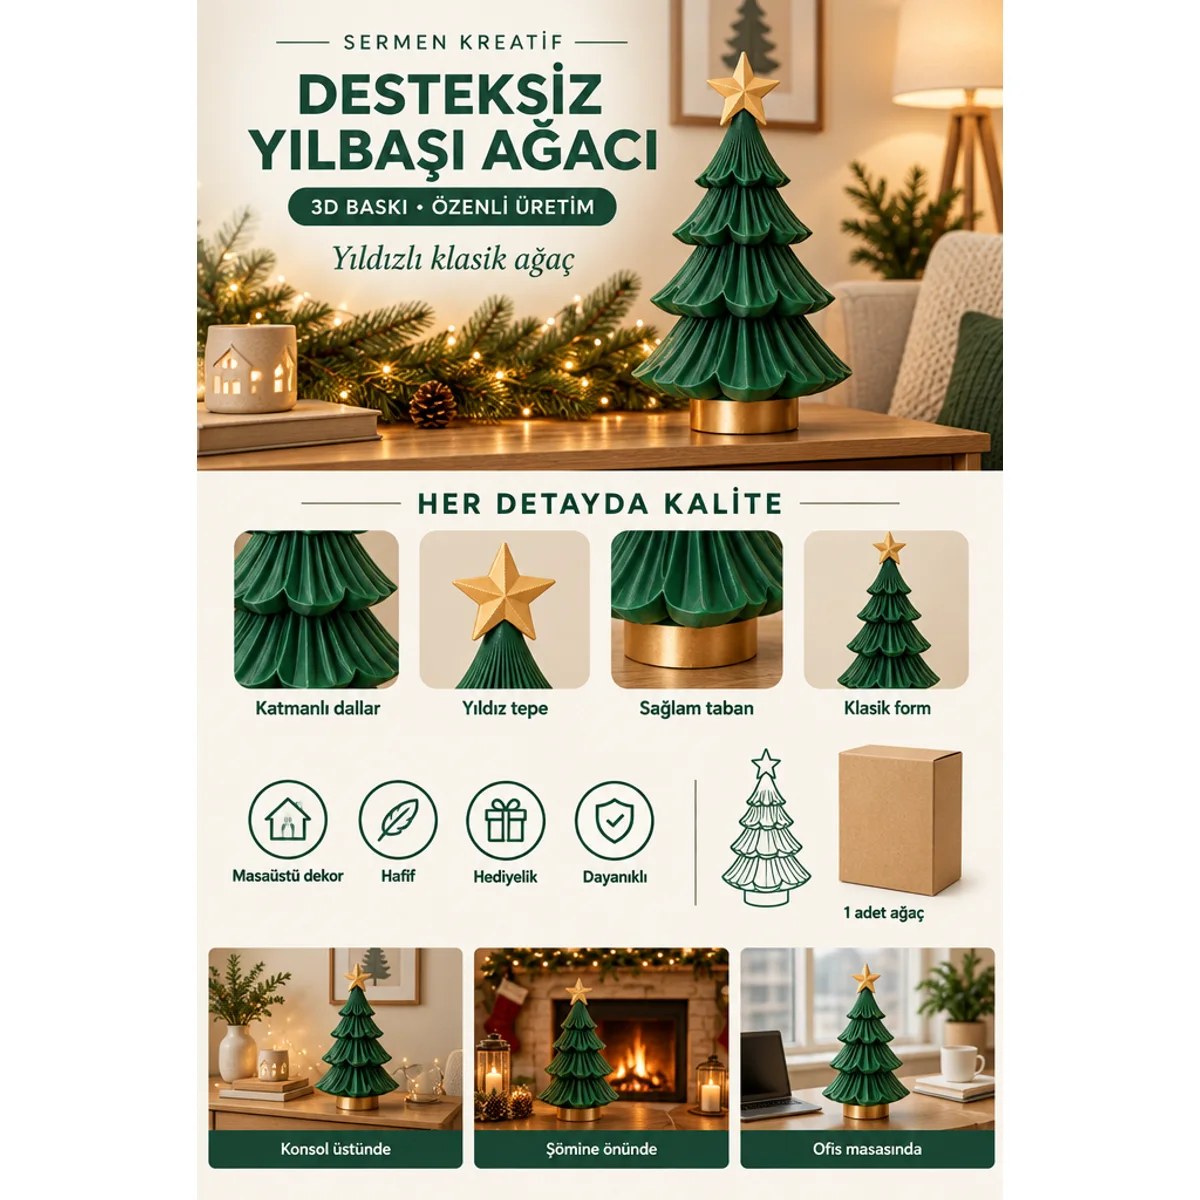 SERMEN KREATİF
DESTEKSİZ
YILBAŞI AĞACI
3D BASKI • ÖZENLİ ÜRETİM
Yıldızlı klasik ağaç
HER DETAYDA KALİTE
Katmanlı dallar
Yıldız tepe
Sağlam taban
Klasik form
Masaüstü dekor
Hafif
Hediyelik
Dayanıklı
1 adet ağaç
Konsol üstünde
Şömine önünde
Ofis masasında